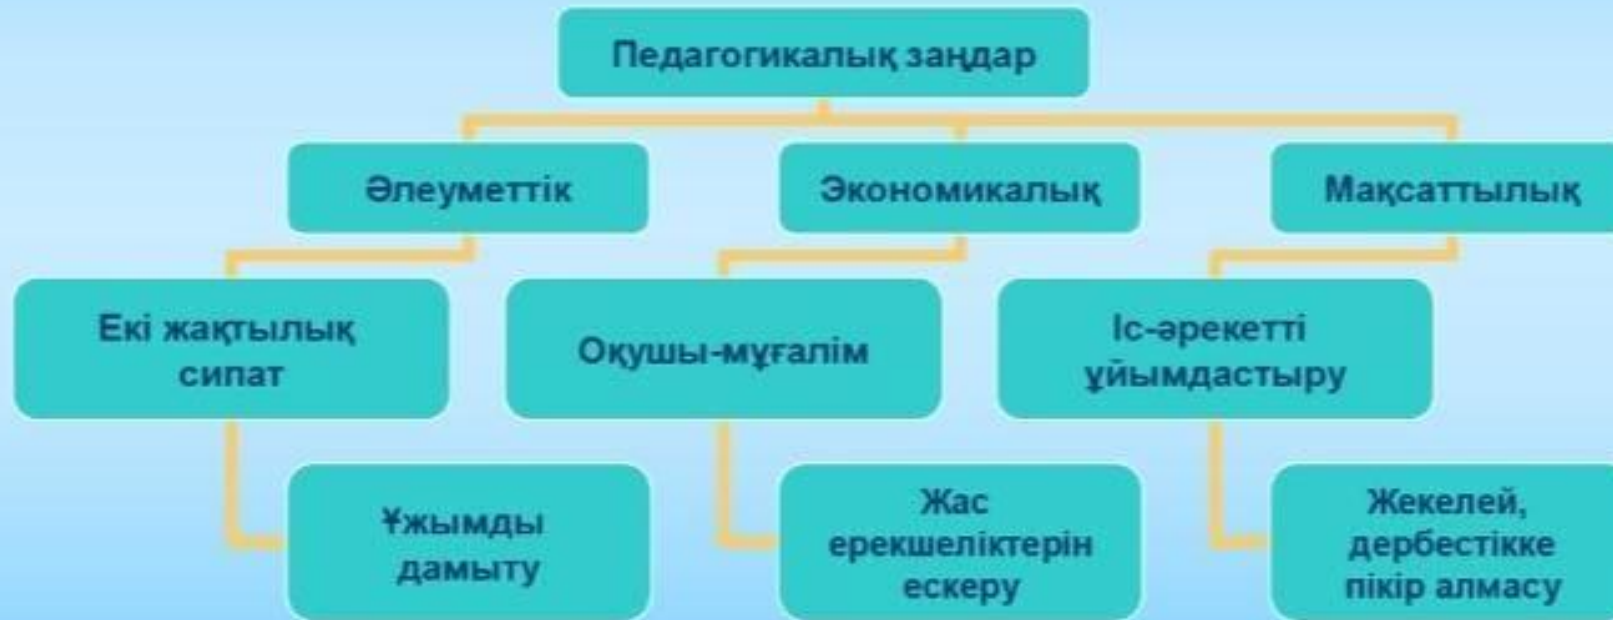 Педагогикалық заңдар
Әлеуметтік
Экономикалық
Мақсаттылық
Екі жақтылық
сипат
Оқушы-мұғалім
Іс-әрекетті
ұйымдастыру
Ұжымды
дамыту
Жас
ерекшеліктерін
ескеру
Жекелей,
дербестікке
пікір алмасу